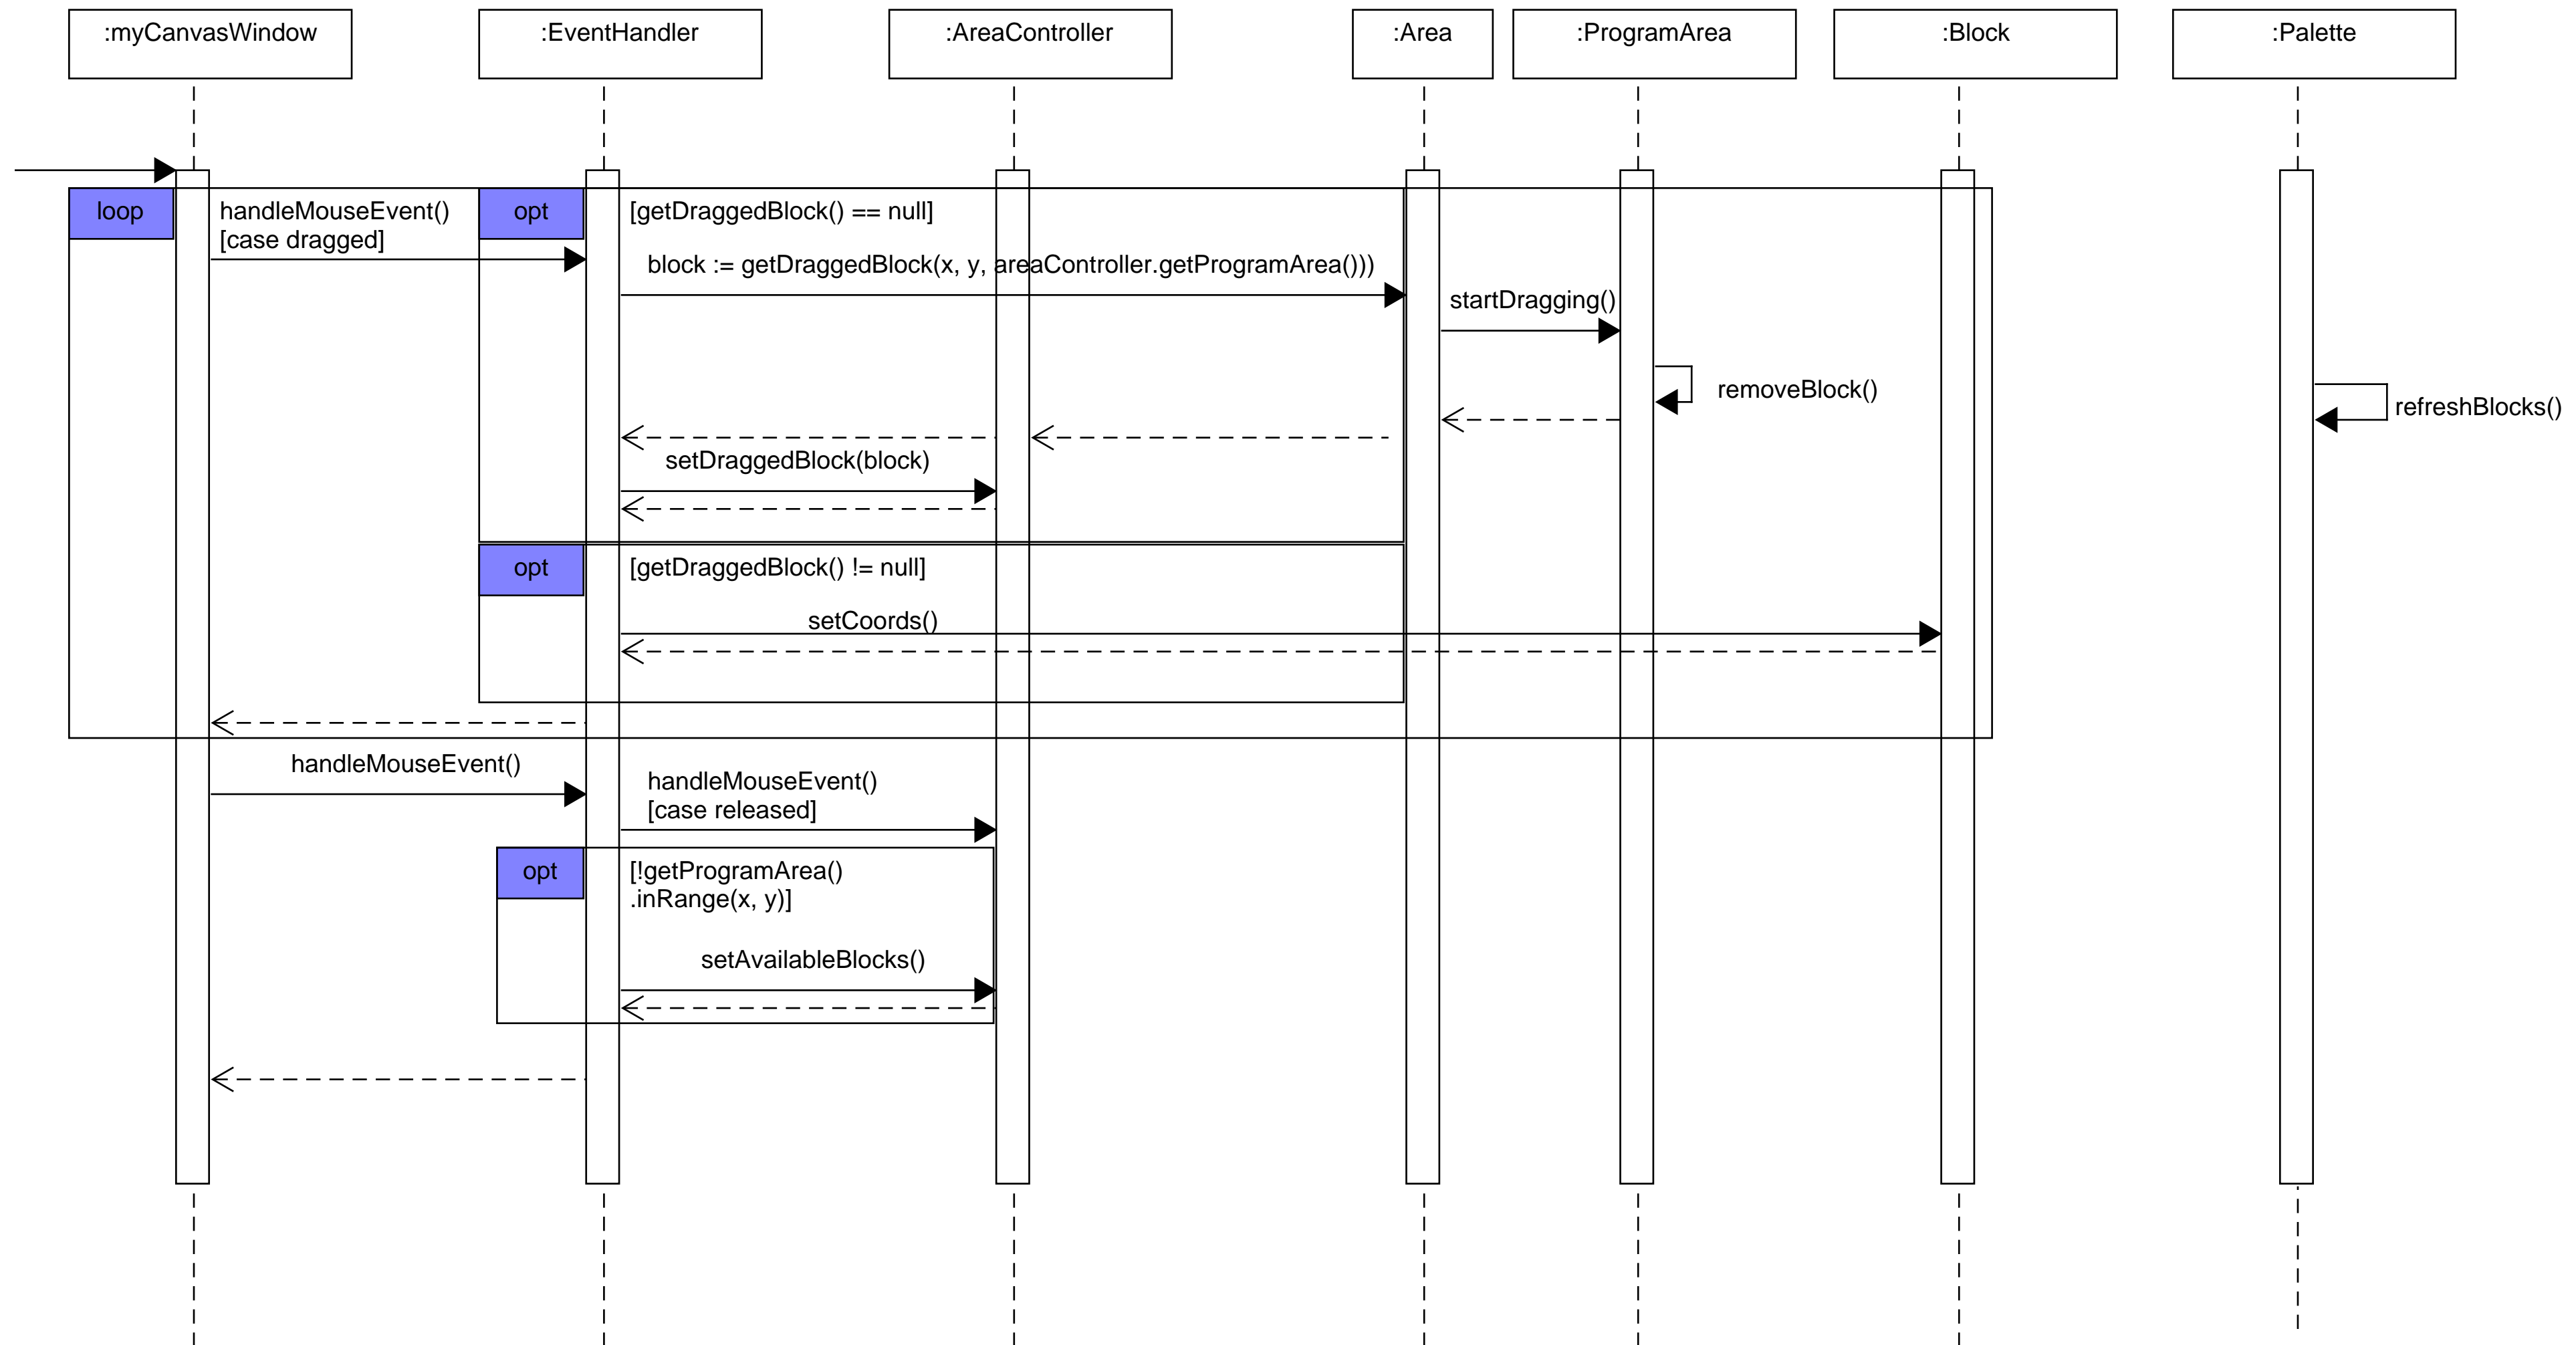 :myCanvasWindow
:EventHandler
:AreaController
:Area
:ProgramArea
:Block
:Palette
loop
handleMouseEvent()
[case dragged]
opt
[getDraggedBlock() == null]
block := getDraggedBlock(x, y, areaController.getProgramArea()))
startDragging()
removeBlock()
refreshBlocks()
setDraggedBlock(block)
opt
[getDraggedBlock() != null]
setCoords()
handleMouseEvent()
handleMouseEvent()
[case released]
opt
[!getProgramArea()
.inRange(x, y)]
setAvailableBlocks()